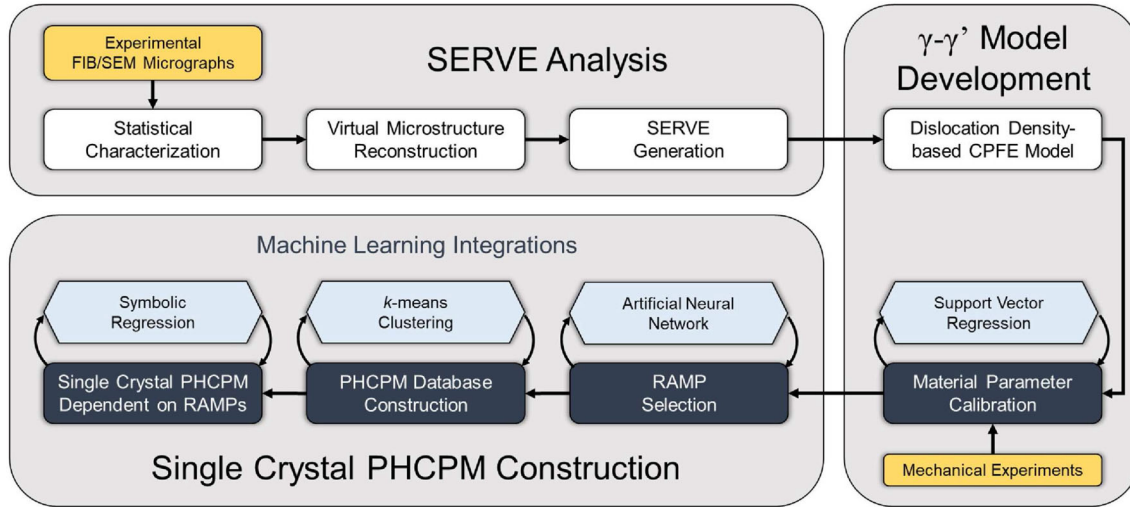 Experimental
FIB/SEM Micrographs
SERVE Analysis
Statistical
Characterization
Virtual Microstructure
Reconstruction
SERVE
Generation
γ-γ’ Model
Development
Dislocation Density-
based CPFE Model
Machine Learning Integrations
Symbolic
Regression
k-means
Clustering
Artificial Neural
Network
Support Vector
Regression
Single Crystal PHCPM
Dependent on RAMPs
PHCPM Database
Construction
RAMP
Selection
Material Parameter
Calibration
Single Crystal PHCPM Construction
Mechanical Experiments